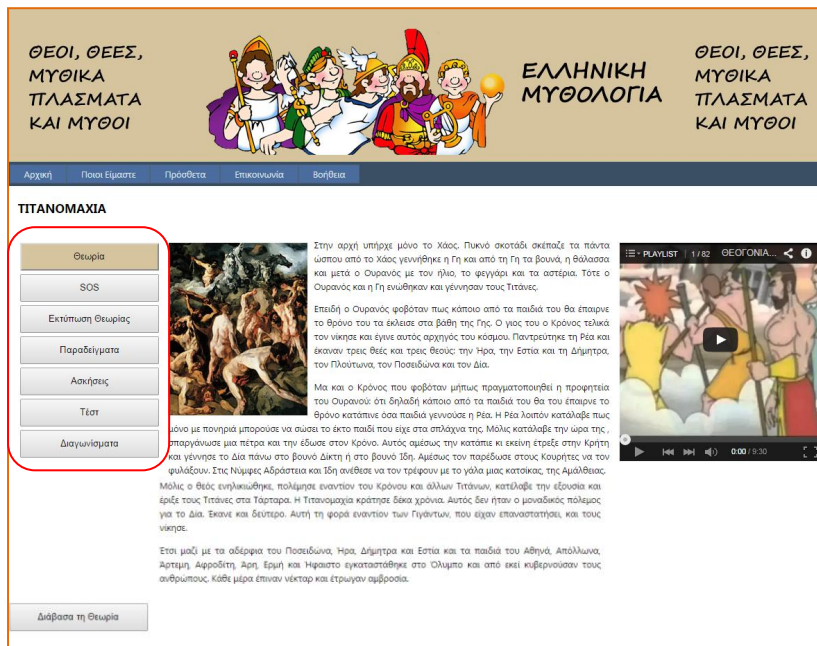 ΘΕΟΙ, ΘΕΕΣ,
ΜΥΘΙΚΑ
ΠΛΑΣΜΑΤΑ
ΚΑΙ ΜΥΘΟΙ
ΕΛΛΗΝΙΚΗ
ΜΥΘΟΛΟΓΙΑ
ΘΕΟΙ, ΘΕΕΣ,
ΜΥΘΙΚΑ
ΠΛΑΣΜΑΤΑ
ΚΑΙ ΜΥΘΟΙ
Αρχική Ποιοι Είμαστε Πρόσθετα Επικοινωνία Βοήθεια
ΤΙΤΑΝΟΜΑΧΙΑ
Θεωρία
SOS
Εκτύπωση Θεωρίας
Παραδείγματα
Ασκήσεις
Τέστ
Διαγωνίσματα
Στην αρχή υπήρχε μόνο το Χάος. Πυκνό σκοτάδι σκέπαζε τα πάντα
ώσπου από το Χάος γεννήθηκε η Γη και από τη Γη τα βουνά, η θάλασσα
και μετά ο Ουρανός με τον ήλιο, το φεγγάρι και τα αστέρια. Τότε ο
Ουρανός και η Γη ενώθηκαν και γέννησαν τους Τιτάνες.
Επειδή ο Ουρανός φοβόταν πως κάποιο από τα παιδιά του θα έπαιρνε
το θρόνο του τα έκλεισε στα βάθη της Γης. Ο γιος του ο Κρόνος τελικά
τον νίκησε και έγινε αυτός αρχηγός του κόσμου. Παντρεύτηκε τη Ρέα και
έκαναν τρεις θεές και τρεις θεούς: την Ήρα, την Εστία και τη Δήμητρα,
τον Πλούτωνα, τον Ποσειδώνα και τον Δία.
Μα και ο Κρόνος που φοβόταν μήπως πραγματοποιηθεί η προφητεία
του Ουρανού: ότι δηλαδή κάποιο από τα παιδιά του θα του έπαιρνε το
θρόνο κατάπινε όσα παιδιά γεννούσε η Ρέα. Η Ρέα λοιπόν κατάλαβε πως
μόνο με πονηριά μπορούσε να σώσει το έκτο παιδί που είχε στα σπλάχνα της. Μόλις κατάλαβε την ώρα της ,
σπαργάνωσε μια πέτρα και την έδωσε στον Κρόνο. Αυτός αμέσως την κατάπιε κι εκείνη έτρεξε στην Κρήτη
και γέννησε το Δία πάνω στο βουνό Δίκτη ή στο βουνό Ίδη. Αμέσως τον παρέδωσε στους Κουρήτες να τον
φυλάξουν. Στις Νύμφες Αδράστεια και Ιδη ανέθεσε να τον τρέφουν με το γάλα μιας κατσίκας, της Αμάλθειας.
Μόλις ο θεός ενηλικιώθηκε, πολέμησε εναντίον του Κρόνου και άλλων Τιτάνων, κατέλαβε την εξουσία και
έριξε τους Τιτάνες στα Τάρταρα. Η Τιτανομαχία κράτησε δέκα χρόνια. Αυτός δεν ήταν ο μοναδικός πόλεμος
για το Δία. Έκανε και δεύτερο. Αυτή τη φορά εναντίον των Γιγάντων, που είχαν επαναστατήσει, και τους
νίκησε.
Έτσι μαζί με τα αδέρφια του Ποσειδώνα, Ήρα, Δήμητρα και Εστία και τα παιδιά του Αθηνά, Απόλλωνα,
Άρτεμη, Αφροδίτη, Άρη, Ερμή και Ήφαιστο εγκαταστάθηκε στο Όλυμπο και από εκεί κυβερνούσαν τους
ανθρώπους. Κάθε μέρα έπιναν νέκταρ και έτρωγαν αμβροσία.
PLAYLIST 1 / 82 ΘΕΟΓΟΝΙΑ...
0:00 / 9:30
Διάβασα τη Θεωρία